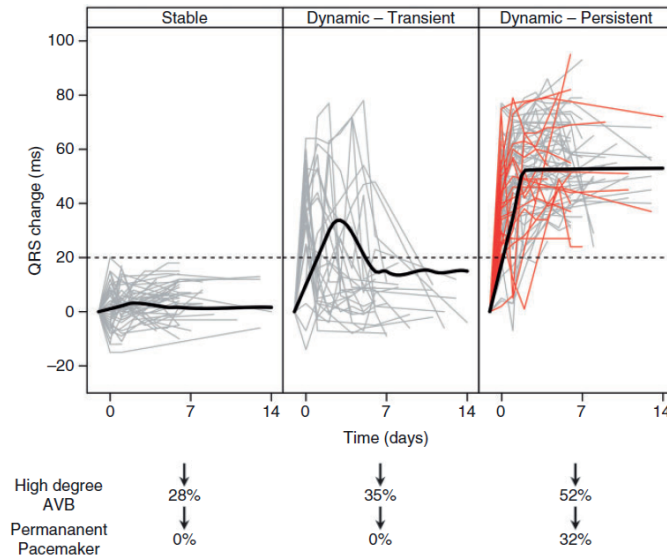 Stable Dynamic – Transient Dynamic – Persistent
100
80
60
40
20
0
–20
QRS change (ms)
0 7 14 0 7 14 0 7 14
Time (days)
High degree AVB 28% 35% 52%
Permananent Pacemaker 0% 0% 32%